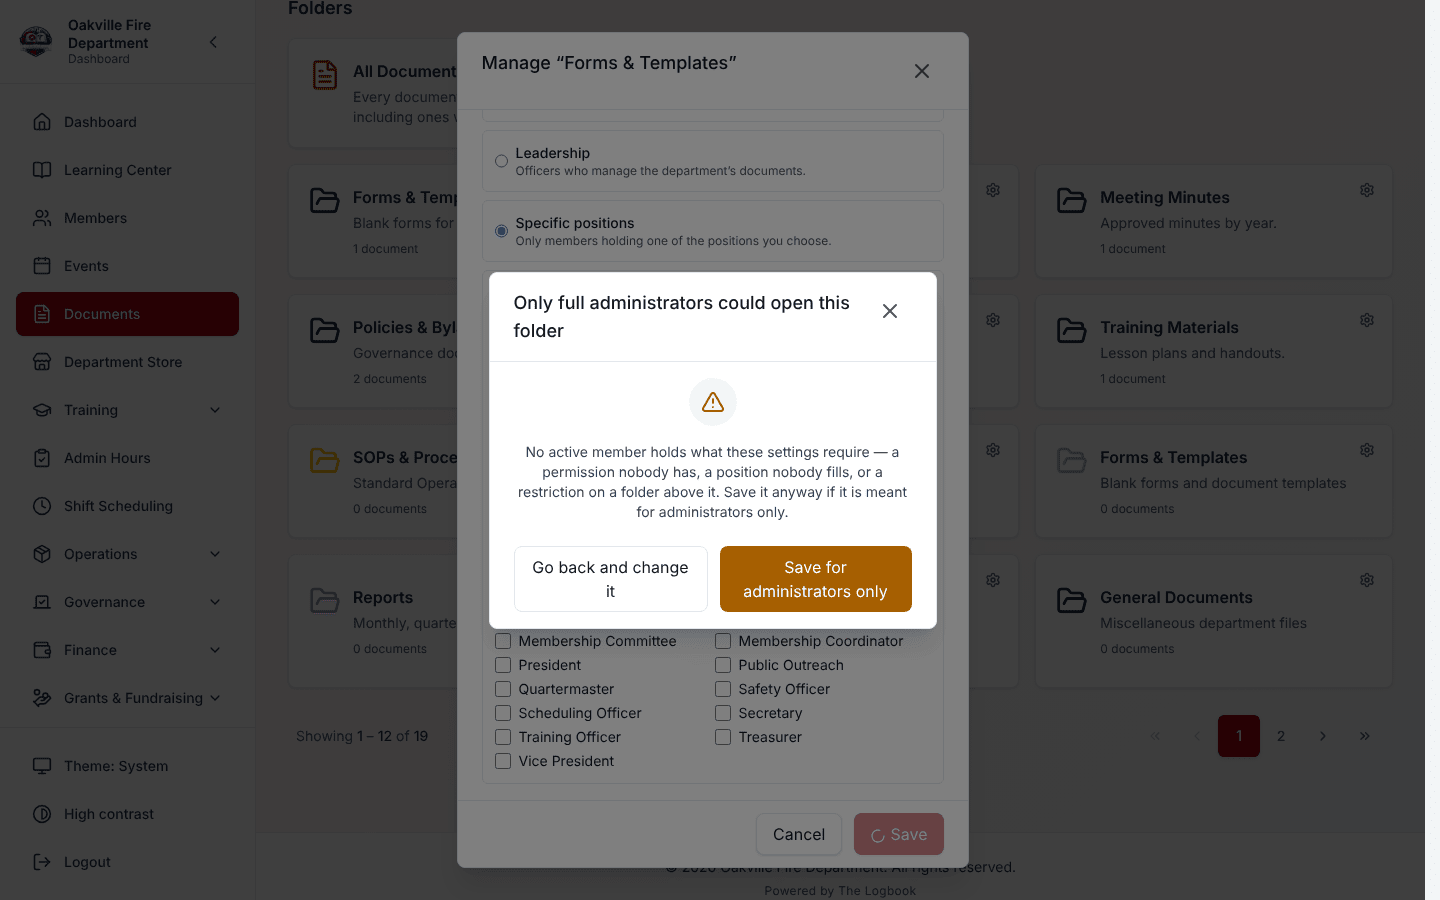 Oakville Fire
Department
Dashboard
Dashboard
Learning Center
Members
Events
Documents
Department Store
Training
Admin Hours
Shift Scheduling
Operations
Governance
Finance
Grants & Fundraising
Theme: System
High contrast
Logout
Folders
All Document
Every documen
including ones
Forms & Temp
Blank forms for
1 document
Policies & Byl
Governance do
2 documents
SOPs & Proce
Standard Opera
0 documents
Reports
Monthly, quarte
0 documents
Meeting Minutes
Approved minutes by year.
1 document
Training Materials
Lesson plans and handouts.
1 document
Forms & Templates
Blank forms and document templates
0 documents
General Documents
Miscellaneous department files
0 documents
Showing 1 – 12 of 19
1
2
Manage “Forms & Templates”
Leadership
Officers who manage the department’s documents.
Specific positions
Only members holding one of the positions you choose.
Only full administrators could open this
folder
No active member holds what these settings require — a
permission nobody has, a position nobody fills, or a
restriction on a folder above it. Save it anyway if it is meant
for administrators only.
Go back and change
it
Save for
administrators only
Membership Committee
Membership Coordinator
President
Public Outreach
Quartermaster
Safety Officer
Scheduling Officer
Secretary
Training Officer
Treasurer
Vice President
Cancel
Save
© 2026 Oakville Fire Department. All rights reserved.
Powered by The Logbook